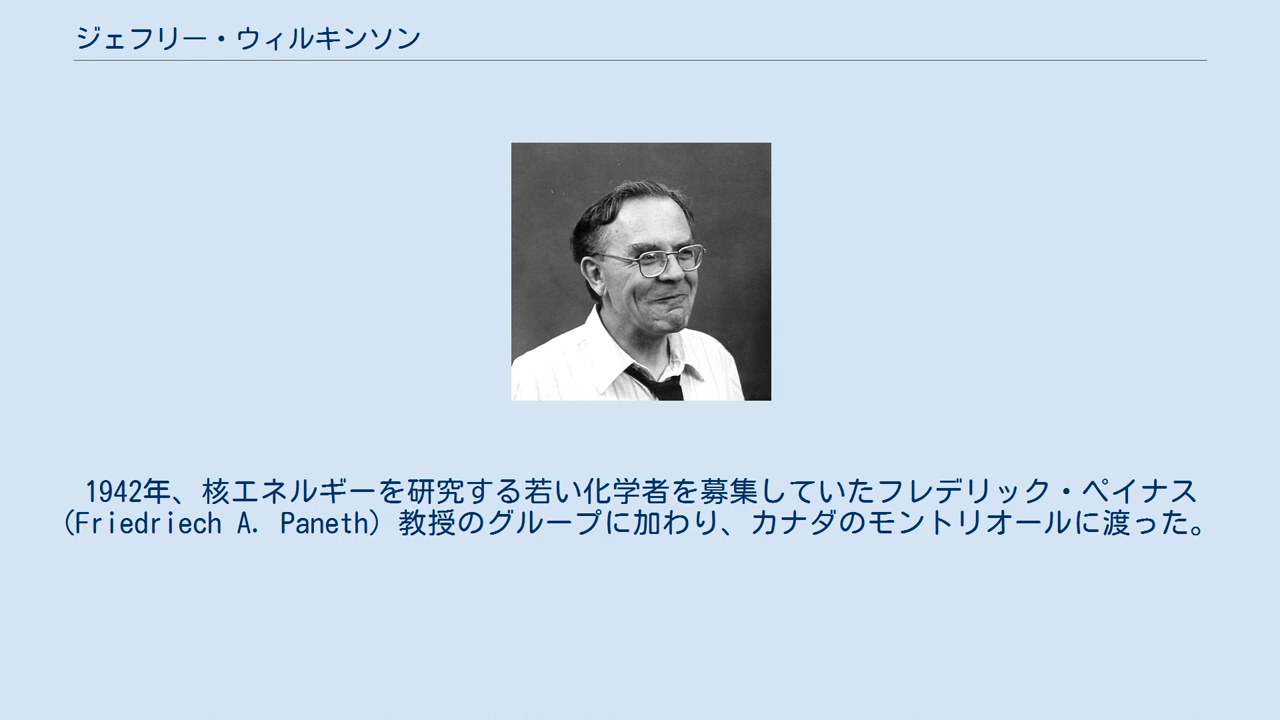 ジェフリー・ウィルキンソン
1942年、核エネルギーを研究する若い化学者を募集していたフレデリック・ペイナス
(Friedriech A. Paneth) 教授のグループに加わり、カナダのモントリオールに渡った。